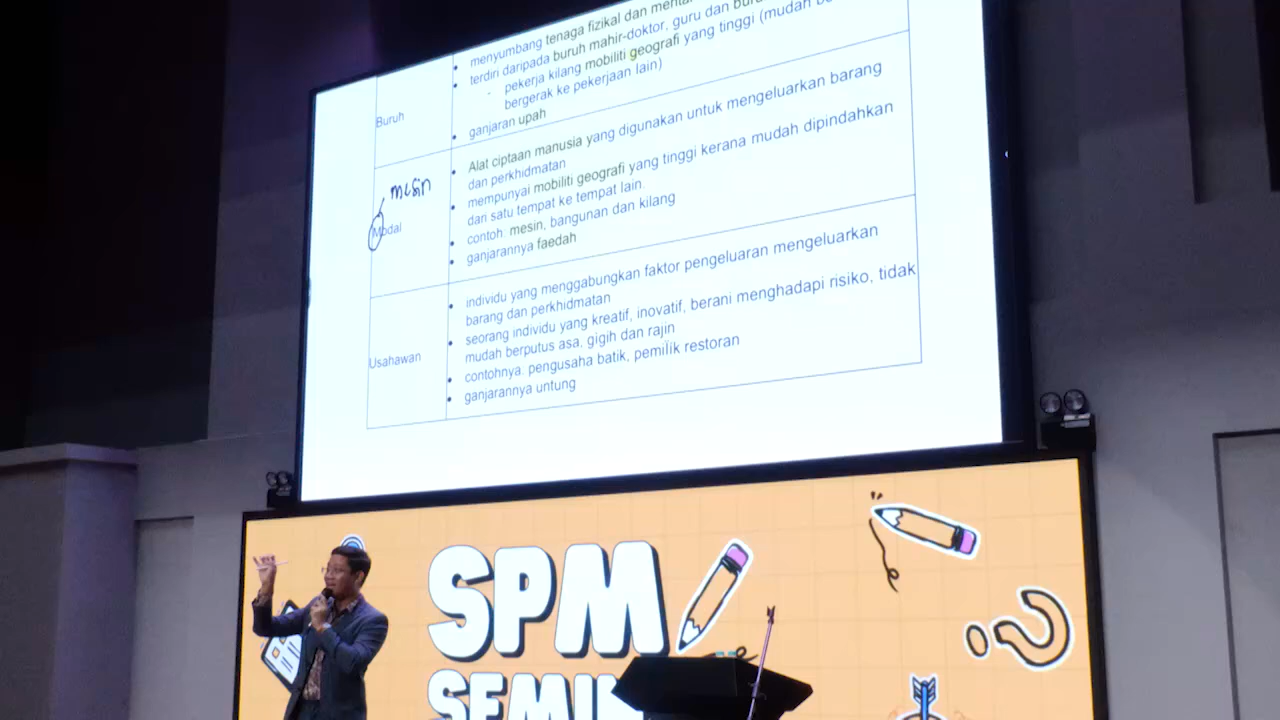 menyumbang tenaga fizikal dan mental
terdiri daripada buruh mahir-doktor, guru dan
- pekerja kilang mobiliti geografi yang tinggi (mudah
bergerak ke pekerjaan lain)
Buruh
ganjaran upah
Alat ciptaan manusia yang digunakan untuk mengeluarkan barang
dan perkhidmatan
mesin
mempunyai mobiliti geografi yang tinggi kerana mudah dipindahkan
dari satu tempat ke tempat lain.
Modal
contoh: mesin, bangunan dan kilang
ganjarannya faedah
individu yang menggabungkan faktor pengeluaran mengeluarkan
barang dan perkhidmatan
seorang individu yang kreatif, inovatif, berani menghadapi risiko, tidak
mudah berputus asa, gigih dan rajin
Usahawan
contohnya: pengusaha batik, pemilik restoran
ganjarannya untung
SPM
SEMIN